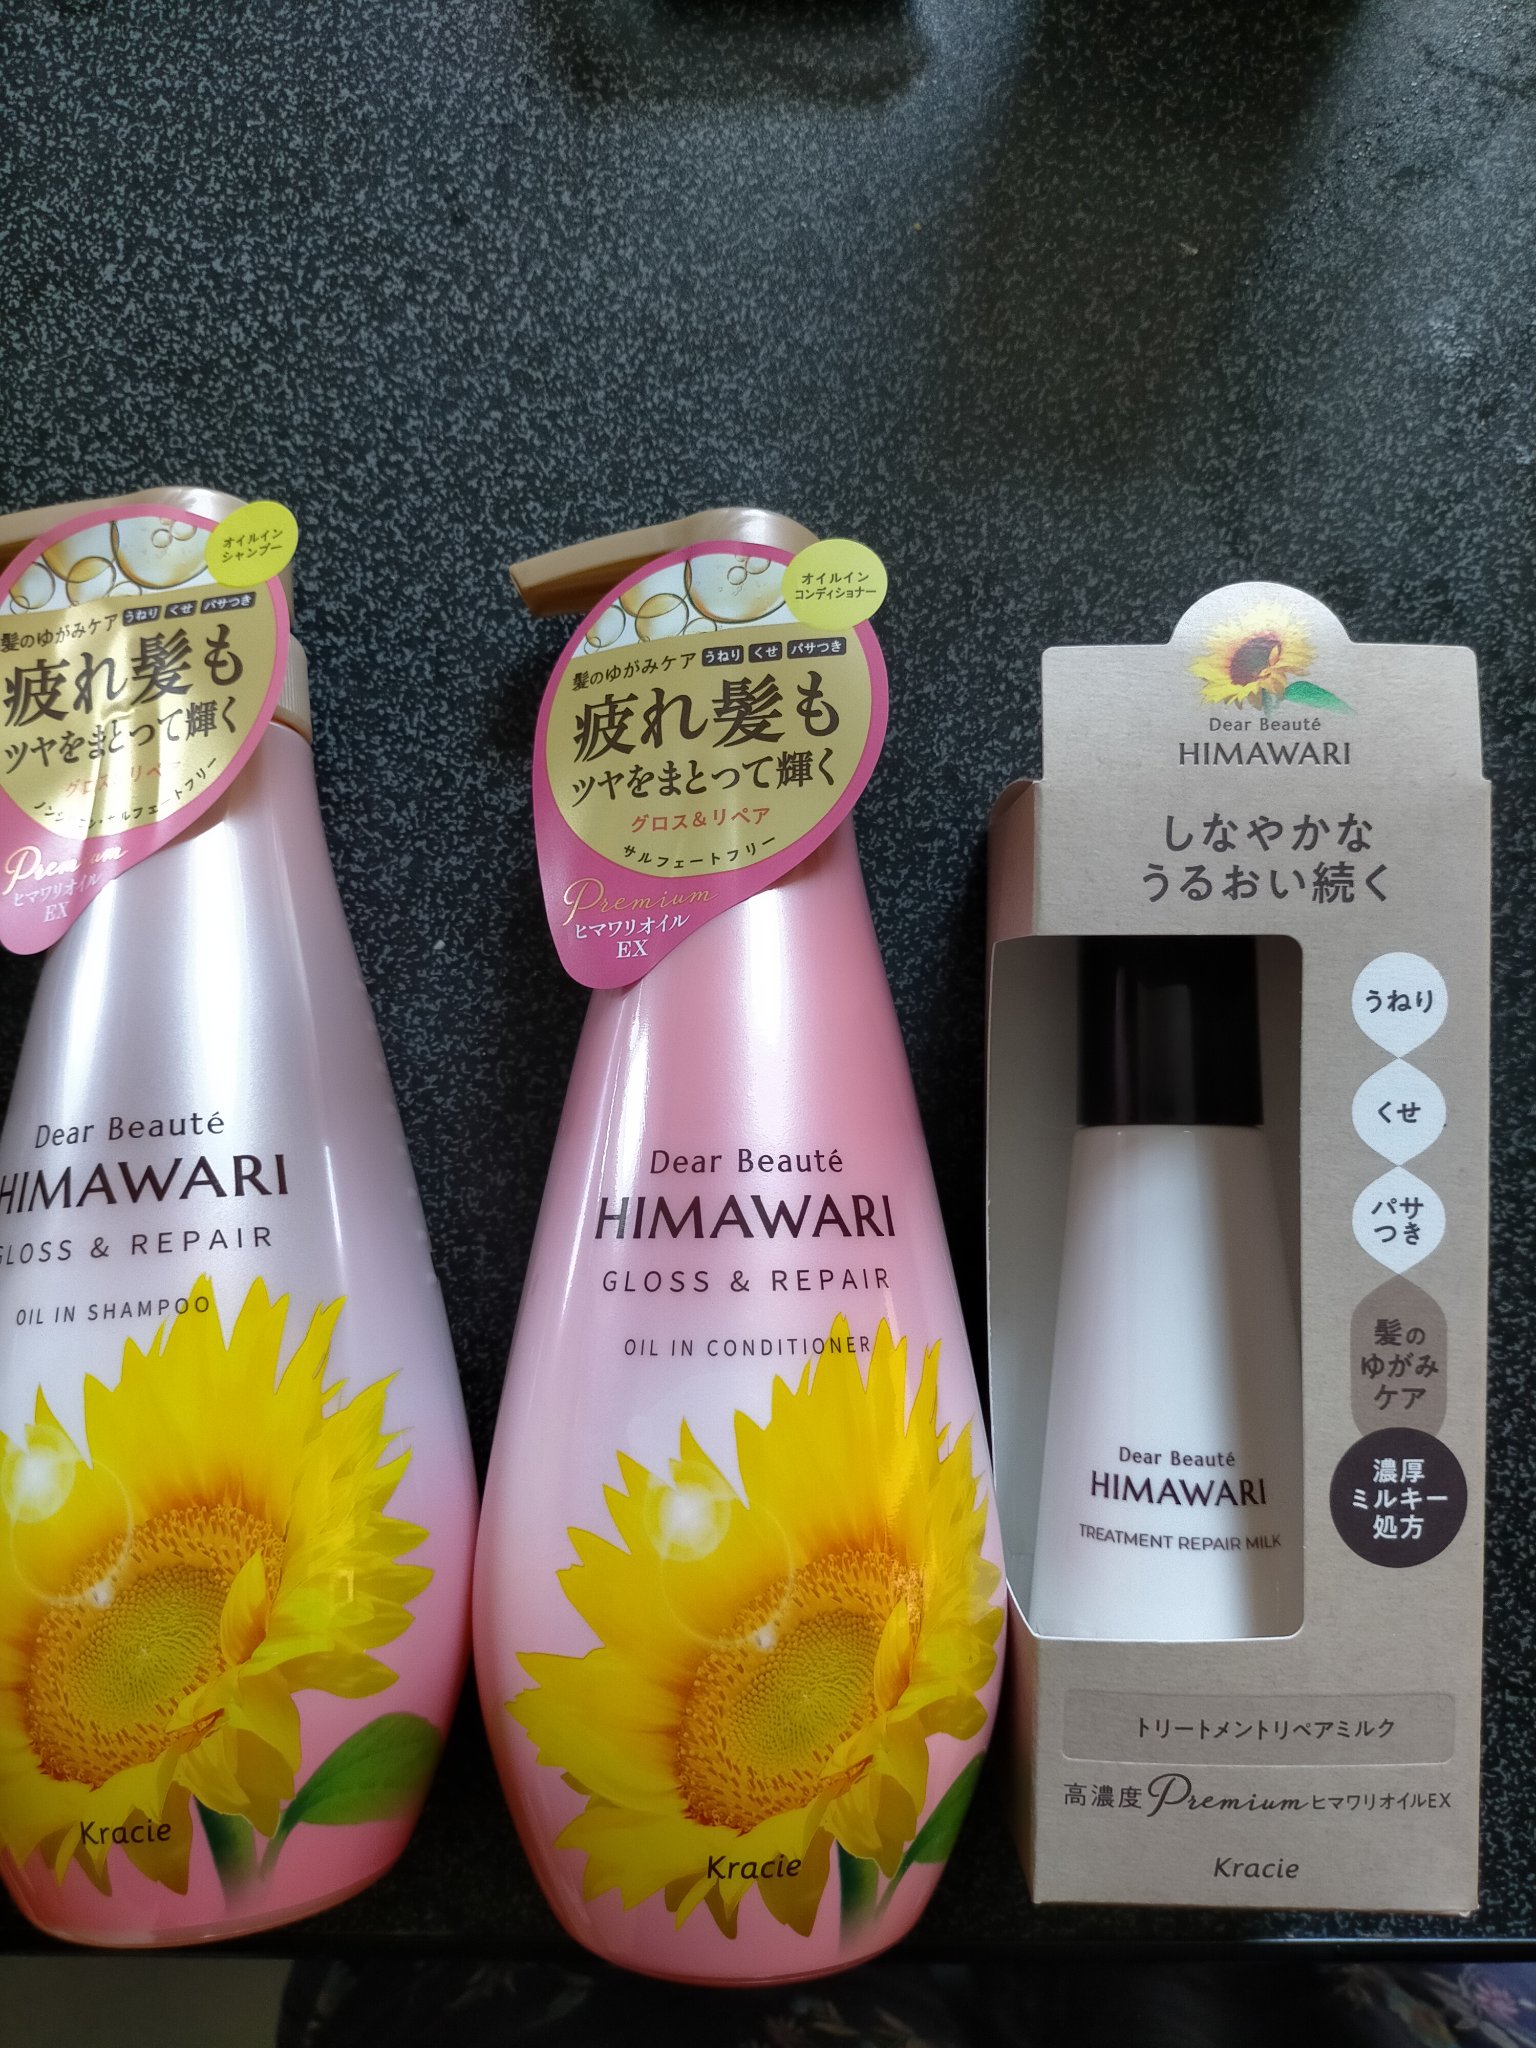 オイルイン
シャンプー
髪のゆがみケア うねり くせ パサつき
疲れ髪も
ツヤをまとって輝く
グロス&リペア
Premium
ヒマワリオイル
EX
Dear Beauté
HIMAWARI
GLOSS & REPAIR
OIL IN SHAMPOO
Kracie
オイルイン
コンディショナー
髪のゆがみケア うねり くせ パサつき
疲れ髪も
ツヤをまとって輝く
グロス&リペア
サルフェートフリー
Premium
ヒマワリオイル
EX
Dear Beauté
HIMAWARI
GLOSS & REPAIR
OIL IN CONDITIONER
Kracie
Dear Beauté
HIMAWARI
しなやかな
うるおい続く
うねり
くせ
パサ
つき
髪の
ゆがみ
ケア
濃厚
ミルキー
処方
Dear Beauté
HIMAWARI
TREATMENT REPAIR MILK
トリートメントリペアミルク
高濃度PremiumヒマワリオイルEX
Kracie